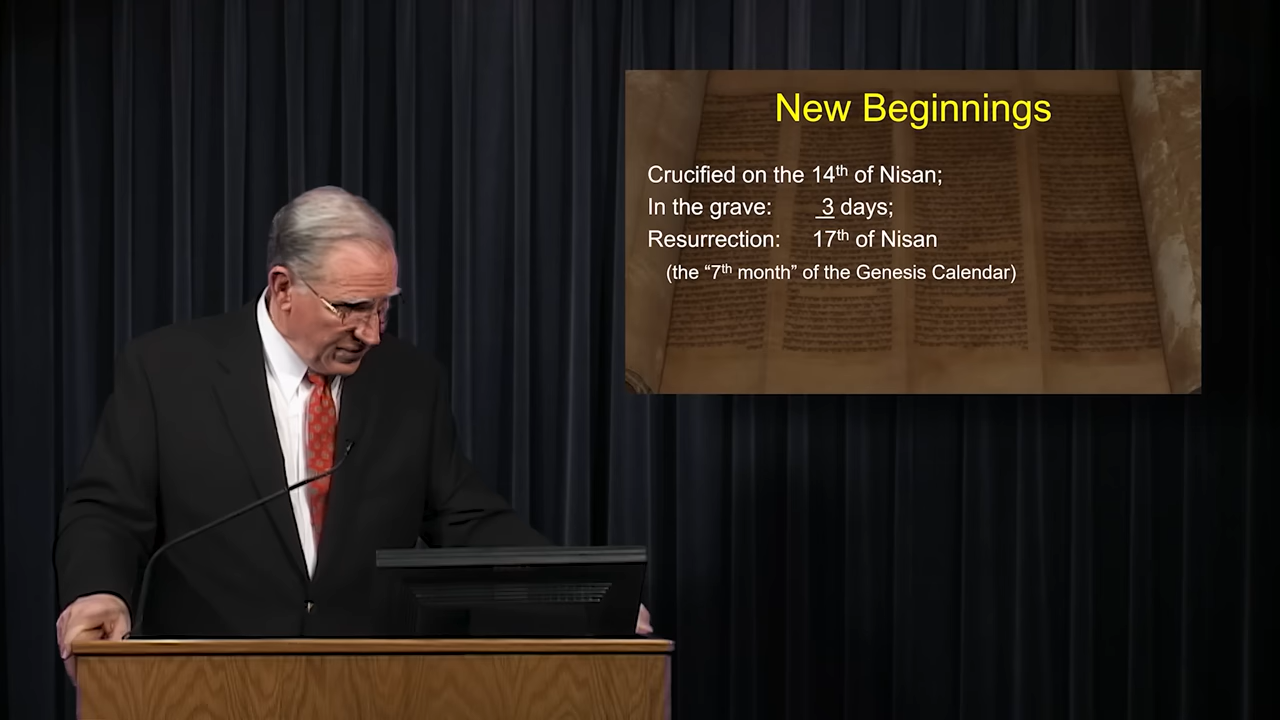 New Beginnings
Crucified on the 14th of Nisan;
In the grave: 3 days;
Resurrection: 17th of Nisan
(the “7th month” of the Genesis Calendar)